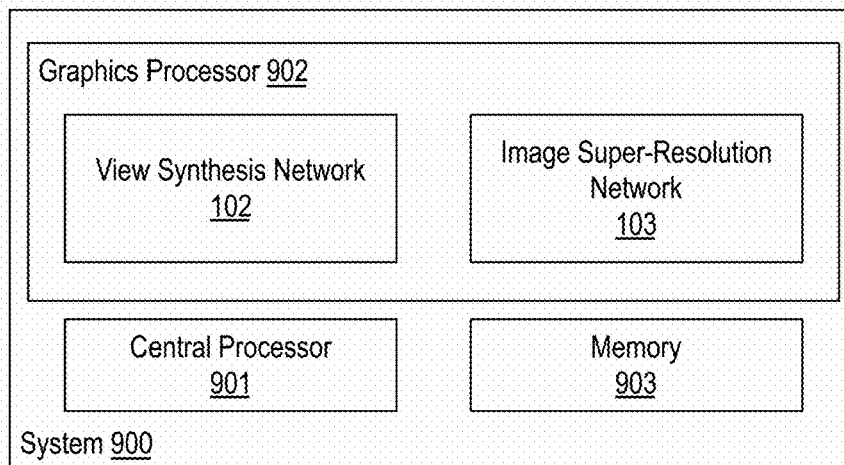 Graphics Processor 902
View Synthesis Network
102
Image Super-Resolution
Network
103
Central Processor
901
Memory
903
System 900